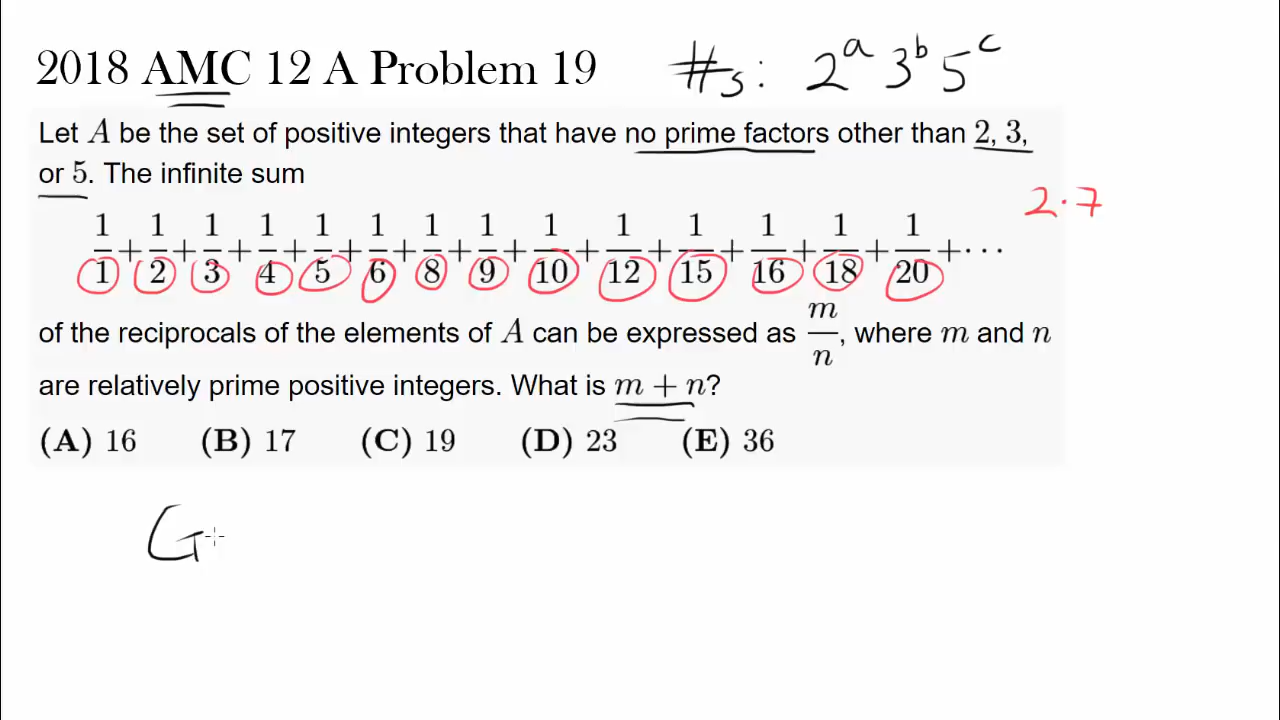 2018 AMC 12 A Problem 19 #s: 2^a 3^b 5^c
Let A be the set of positive integers that have no prime factors other than 2, 3,
or 5. The infinite sum
2·7
1/1 + 1/2 + 1/3 + 1/4 + 1/5 + 1/6 + 1/8 + 1/9 + 1/10 + 1/12 + 1/15 + 1/16 + 1/18 + 1/20 + ···
of the reciprocals of the elements of A can be expressed as m/n, where m and n
are relatively prime positive integers. What is m + n?
(A) 16 (B) 17 (C) 19 (D) 23 (E) 36
G